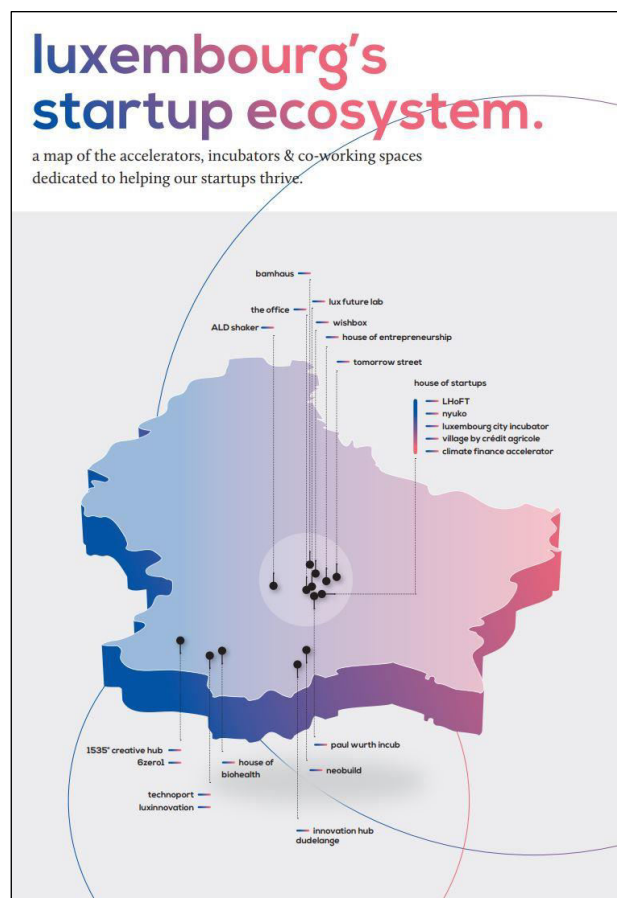 luxembourg's
startup ecosystem.
a map of the accelerators, incubators & co-working spaces
dedicated to helping our startups thrive.
bamhaus
lux future lab
the office
wishbox
ALD shaker
house of entrepreneurship
tomorrow street
house of startups
LHoFT
nyuko
luxembourg city incubator
village by crédit agricole
climate finance accelerator
1535° creative hub
6zero1
house of
biohealth
paul wurth incub
neobuild
technoport
luxinnovation
innovation hub
dudelange